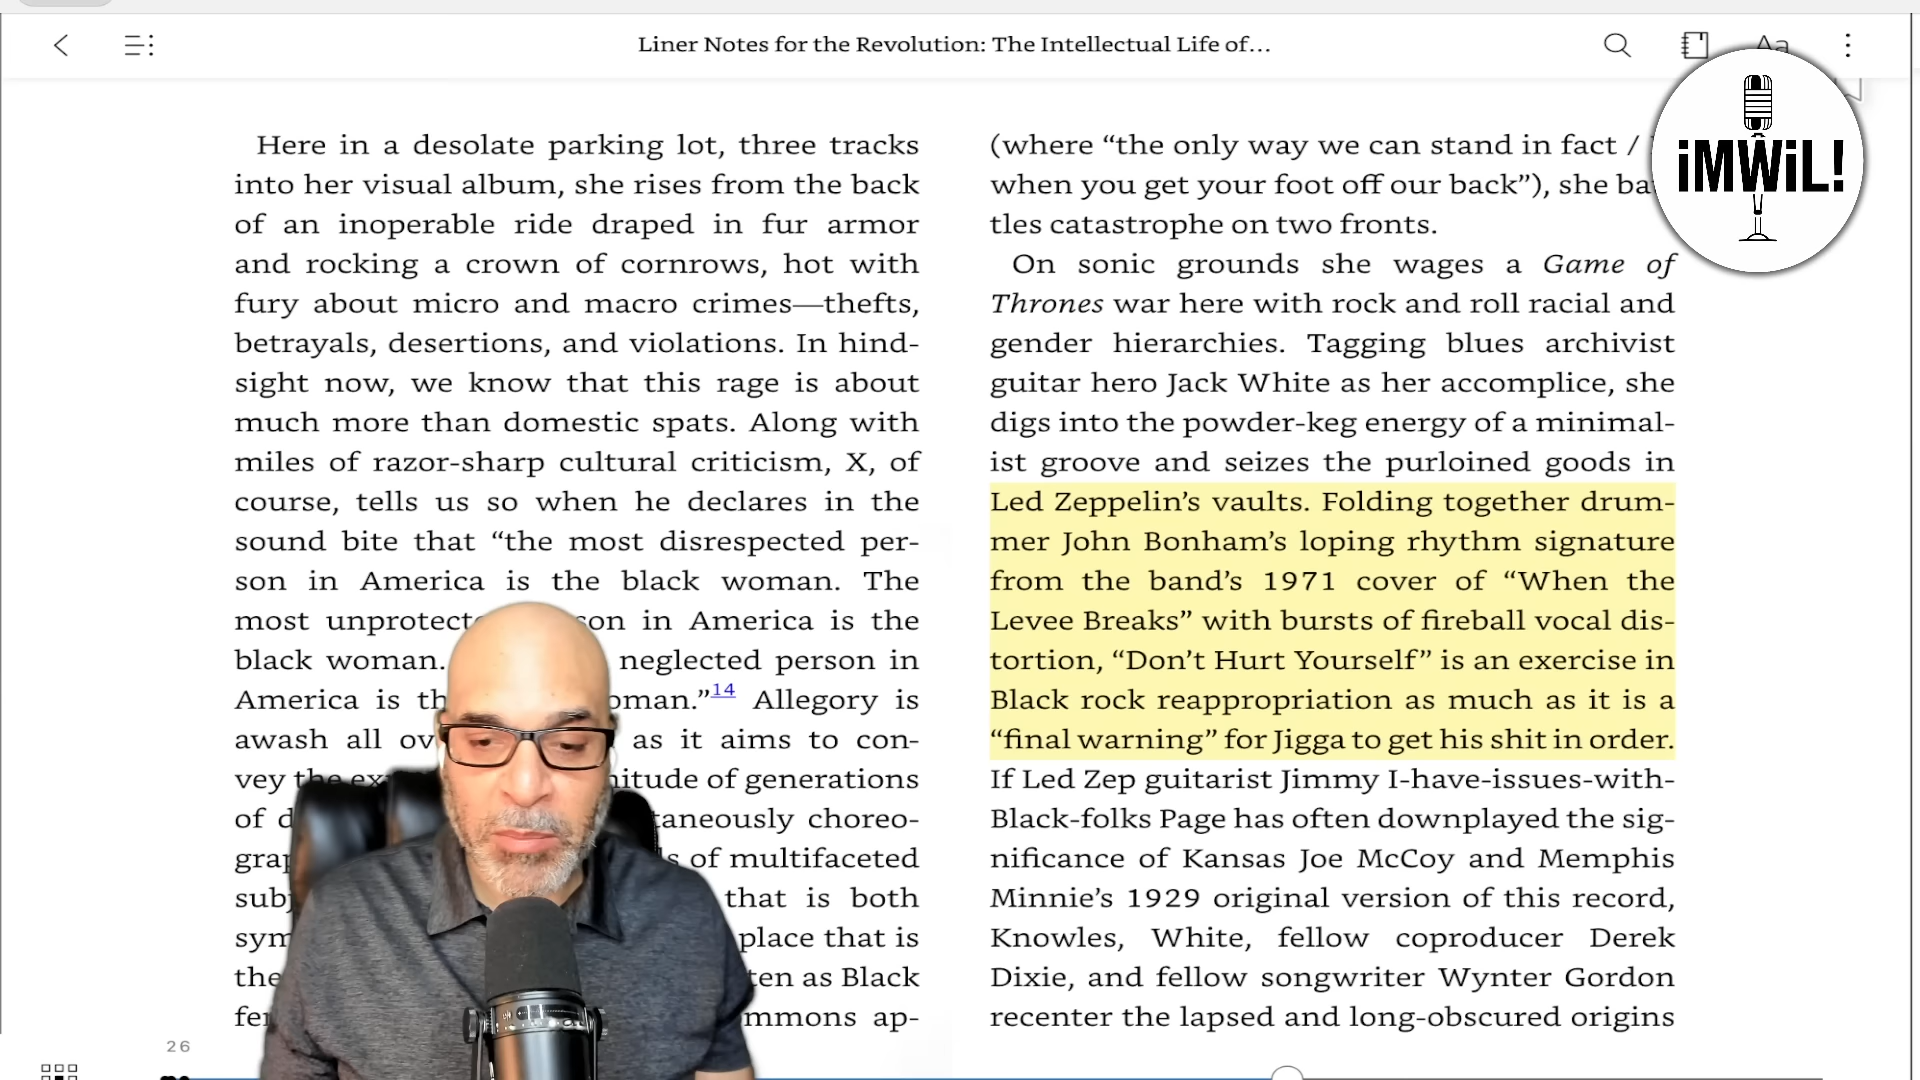 Liner Notes for the Revolution: The Intellectual Life of...
Aa
iMWiL!
Here in a desolate parking lot, three tracks
into her visual album, she rises from the back
of an inoperable ride draped in fur armor
and rocking a crown of cornrows, hot with
fury about micro and macro crimes—thefts,
betrayals, desertions, and violations. In hind-
sight now, we know that this rage is about
much more than domestic spats. Along with
miles of razor-sharp cultural criticism, X, of
course, tells us so when he declares in the
sound bite that “the most disrespected per-
son in America is the black woman. The
most unprotect son in America is the
black woman. neglected person in
America is th oman.”14 Allegory is
awash all ov as it aims to con-
vey the ex nitude of generations
of d taneously choreo-
grap s of multifaceted
subj that is both
sym place that is
the ten as Black
fe mmons ap-
26
(where “the only way we can stand in fact /
when you get your foot off our back”), she ba
tles catastrophe on two fronts.
On sonic grounds she wages a Game of
Thrones war here with rock and roll racial and
gender hierarchies. Tagging blues archivist
guitar hero Jack White as her accomplice, she
digs into the powder-keg energy of a minimal-
ist groove and seizes the purloined goods in
Led Zeppelin’s vaults. Folding together drum-
mer John Bonham’s loping rhythm signature
from the band’s 1971 cover of “When the
Levee Breaks” with bursts of fireball vocal dis-
tortion, “Don’t Hurt Yourself” is an exercise in
Black rock reappropriation as much as it is a
“final warning” for Jigga to get his shit in order.
If Led Zep guitarist Jimmy I-have-issues-with-
Black-folks Page has often downplayed the sig-
nificance of Kansas Joe McCoy and Memphis
Minnie’s 1929 original version of this record,
Knowles, White, fellow coproducer Derek
Dixie, and fellow songwriter Wynter Gordon
recenter the lapsed and long-obscured origins